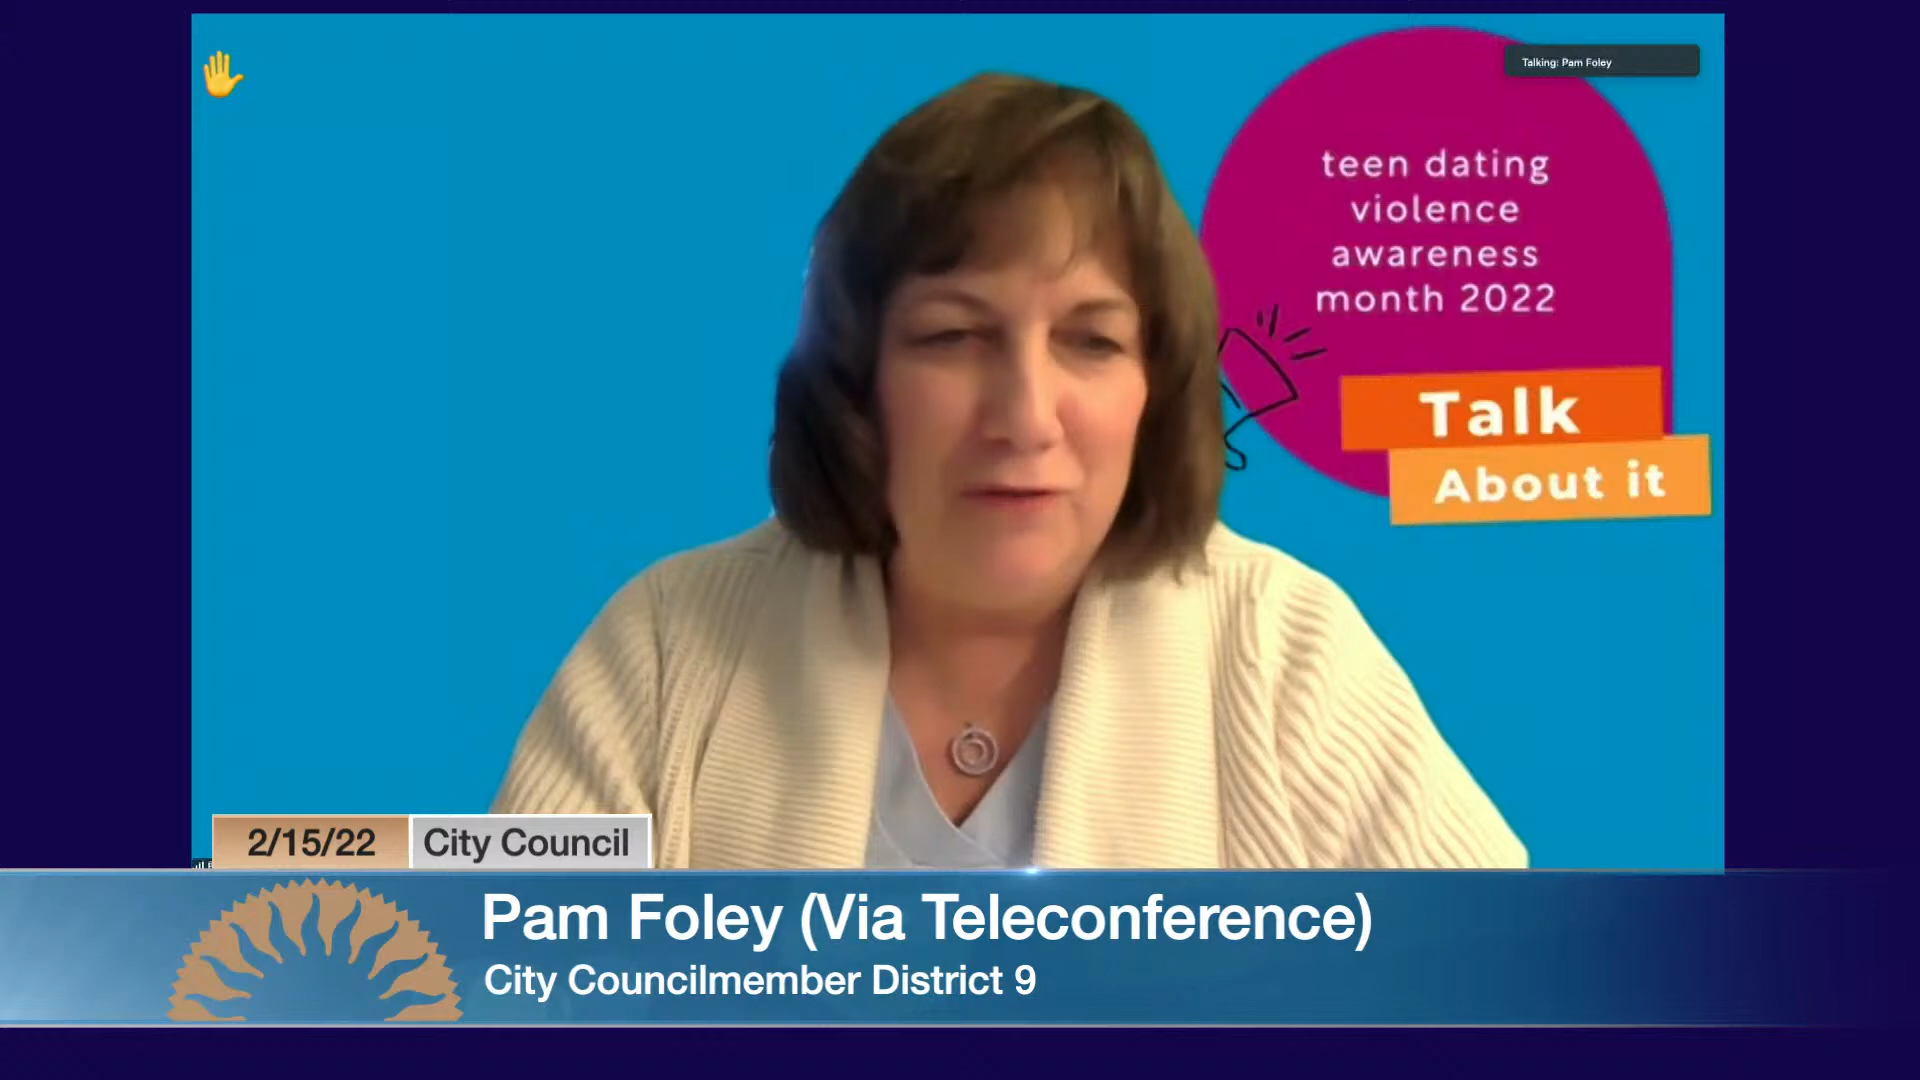 Talking: Pam Foley
teen dating
violence
awareness
month 2022
Talk
About it
2/15/22 City Council
Pam Foley (Via Teleconference)
City Councilmember District 9